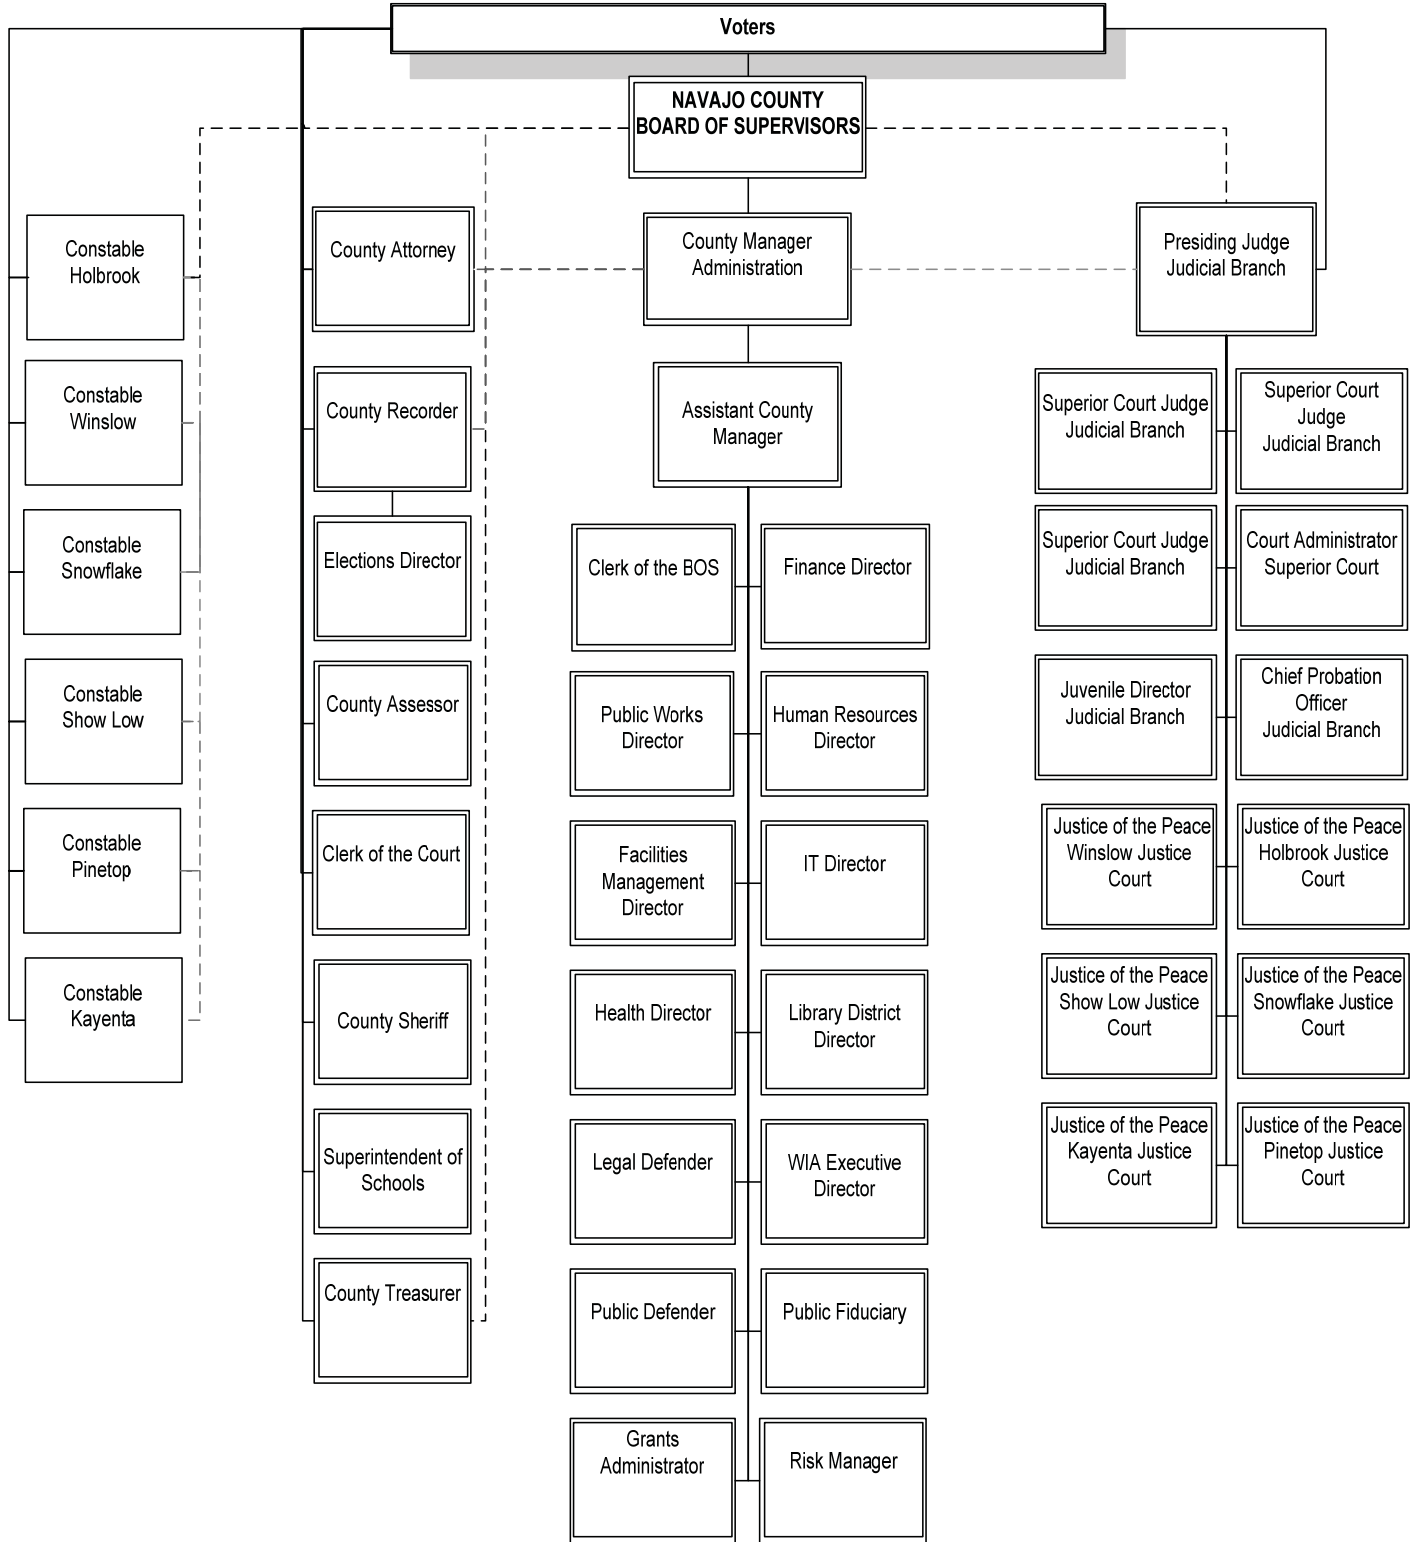 Voters
NAVAJO COUNTY
BOARD OF SUPERVISORS
Constable
Holbrook
Constable
Winslow
Constable
Snowflake
Constable
Show Low
Constable
Pinetop
Constable
Kayenta
County Attorney
County Recorder
Elections Director
County Assessor
Clerk of the Court
County Sheriff
Superintendent of
Schools
County Treasurer
County Manager
Administration
Assistant County
Manager
Clerk of the BOS
Finance Director
Public Works
Director
Human Resources
Director
Facilities
Management
Director
IT Director
Health Director
Library District
Director
Legal Defender
WIA Executive
Director
Public Defender
Public Fiduciary
Grants
Administrator
Risk Manager
Presiding Judge
Judicial Branch
Superior Court Judge
Judicial Branch
Superior Court
Judge
Judicial Branch
Superior Court Judge
Judicial Branch
Court Administrator
Superior Court
Juvenile Director
Judicial Branch
Chief Probation
Officer
Judicial Branch
Justice of the Peace
Winslow Justice
Court
Justice of the Peace
Holbrook Justice
Court
Justice of the Peace
Show Low Justice
Court
Justice of the Peace
Snowflake Justice
Court
Justice of the Peace
Kayenta Justice
Court
Justice of the Peace
Pinetop Justice
Court